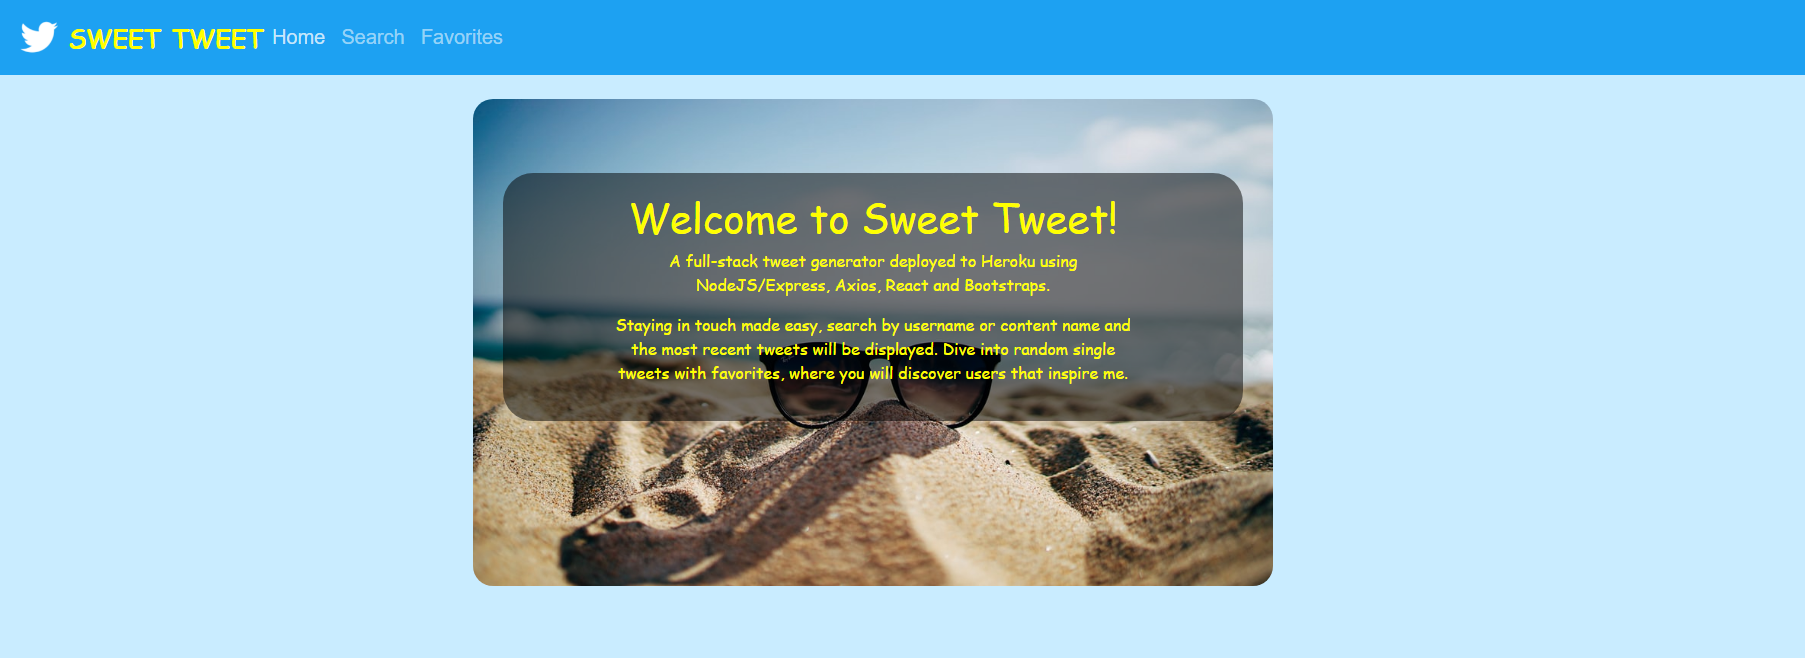 SWEET TWEET Home Search Favorites
Welcome to Sweet Tweet!
A full-stack tweet generator deployed to Heroku using
NodeJS/Express, Axios, React and Bootstraps.
Staying in touch made easy, search by username or content name and
the most recent tweets will be displayed. Dive into random single
tweets with favorites, where you will discover users that inspire me.